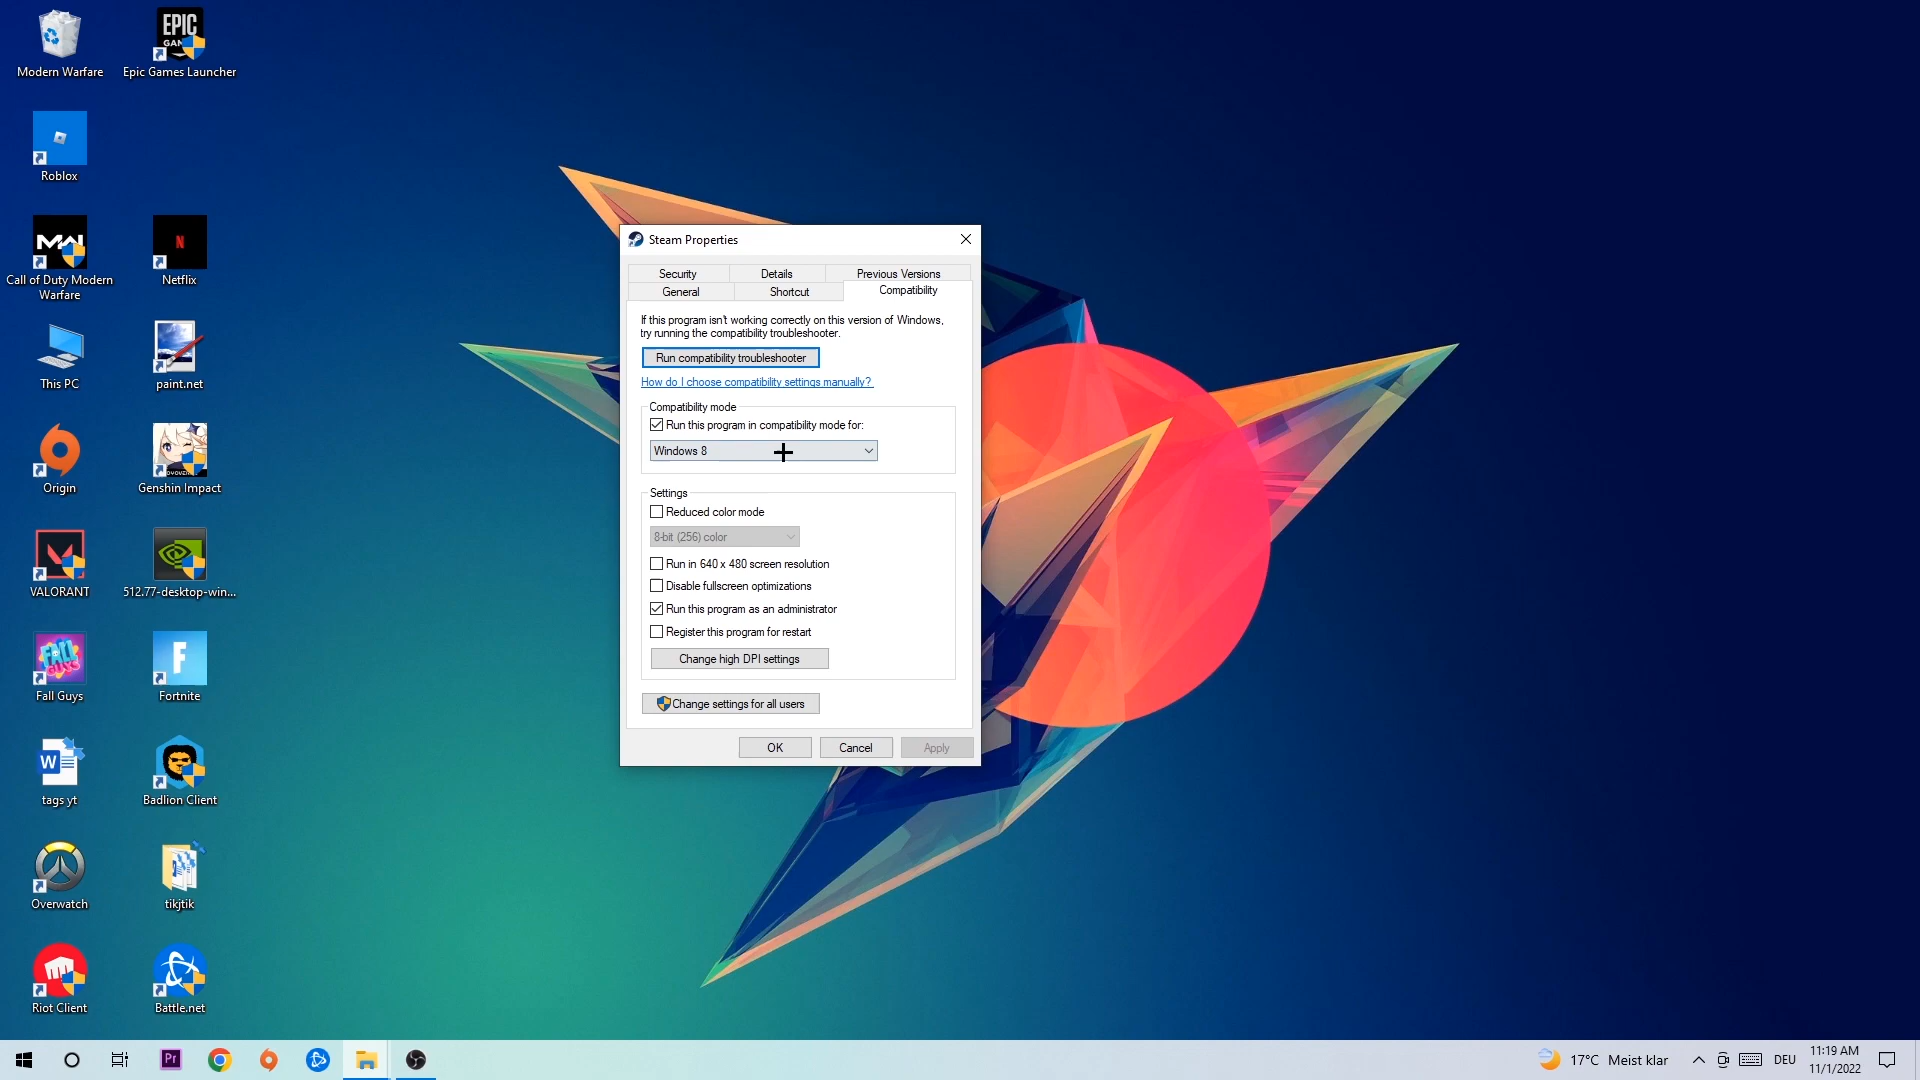 Modern Warfare
EPIC
GAMES
Epic Games Launcher
Roblox
MW
Call of Duty Modern
Warfare
N
Netflix
This PC
paint.net
Origin
Genshin Impact
VALORANT
512.77-desktop-win...
FALL
GUYS
Fall Guys
F
Fortnite
W
tags yt
Badlion Client
Overwatch
tikjtik
Riot Client
Battle.net
Steam Properties
Security
Details
Previous Versions
General
Shortcut
Compatibility
If this program isn't working correctly on this version of Windows,
try running the compatibility troubleshooter.
Run compatibility troubleshooter
How do I choose compatibility settings manually?
Compatibility mode
Run this program in compatibility mode for:
Windows 8
Settings
Reduced color mode
8-bit (256) color
Run in 640 x 480 screen resolution
Disable fullscreen optimizations
Run this program as an administrator
Register this program for restart
Change high DPI settings
Change settings for all users
OK
Cancel
Apply
Pr
17°C Meist klar
DEU
11:19 AM
11/1/2022